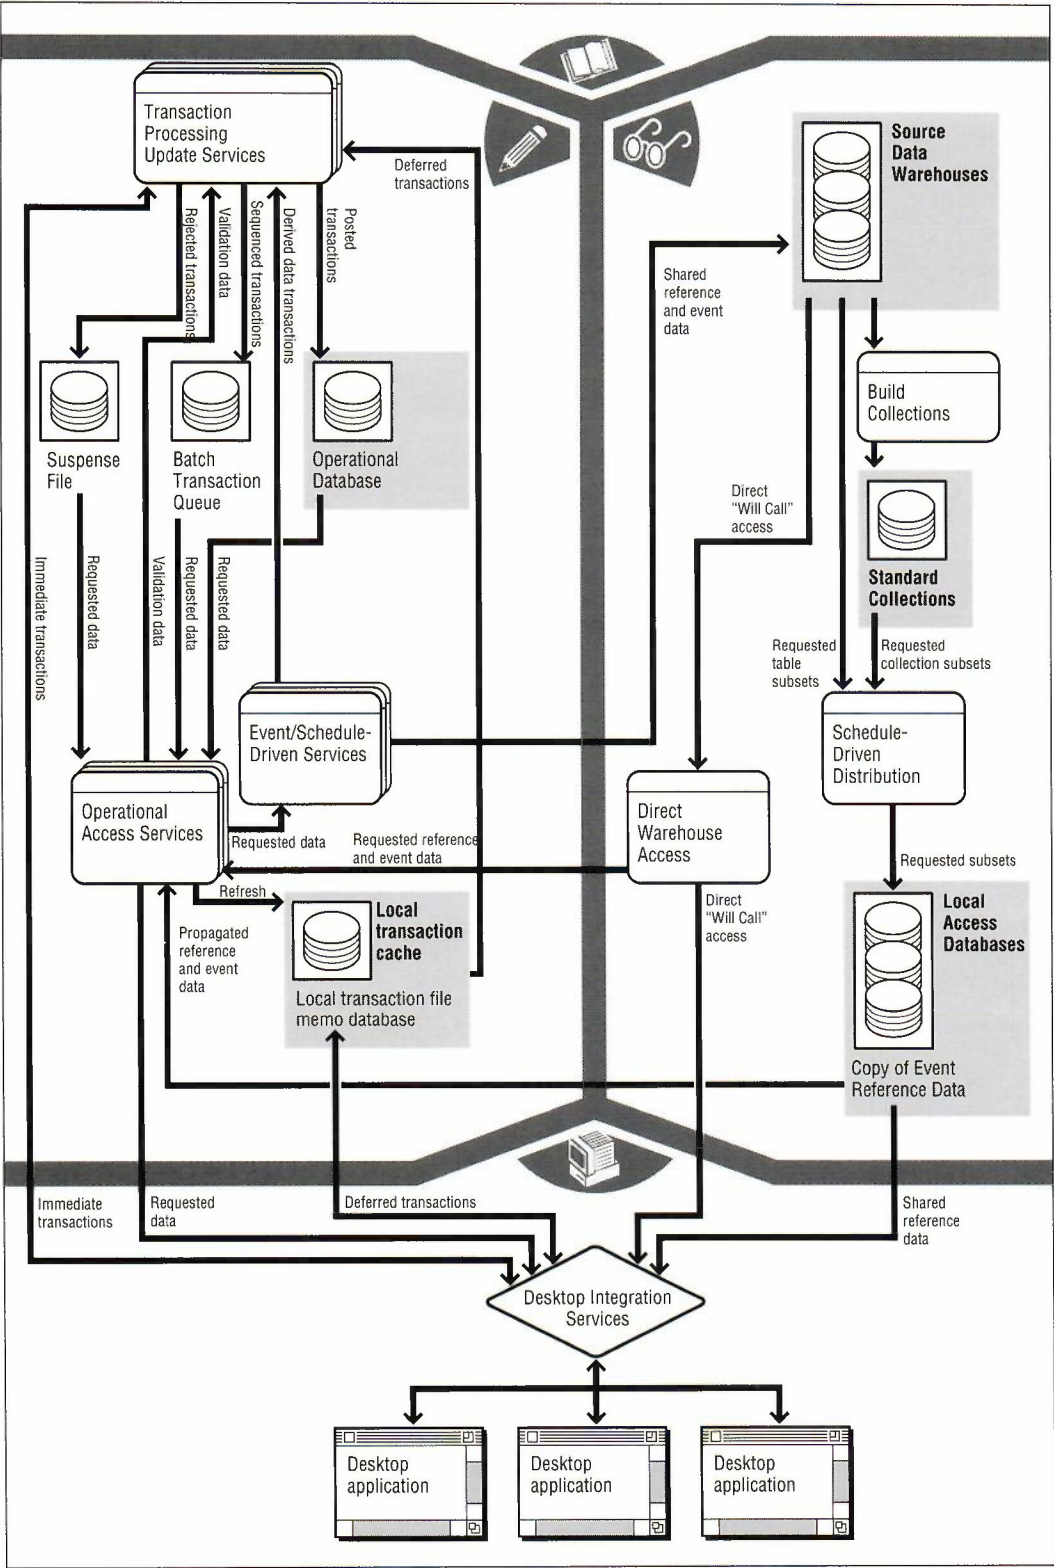 Transaction
Processing
Update Services
Deferred
transactions
Source
Data
Warehouses
Rejected transactions
Validation data
Sequenced transactions
Derived data transactions
Posted
transactions
Shared
reference
and event
data
Build
Collections
Suspense
File
Batch
Transaction
Queue
Operational
Database
Direct
"Will Call"
access
Standard
Collections
Immediate transactions
Requested data
Validation data
Requested data
Requested data
Requested
table
subsets
Requested
collection subsets
Event/Schedule-
Driven Services
Schedule-
Driven
Distribution
Operational
Access Services
Direct
Warehouse
Access
Requested data
Requested reference
and event data
Requested subsets
Refresh
Local
transaction
cache
Direct
"Will Call"
access
Local
Access
Databases
Propagated
reference
and event
data
Local transaction file
memo database
Copy of Event
Reference Data
Immediate
transactions
Requested
data
Deferred transactions
Shared
reference
data
Desktop Integration
Services
Desktop
application
Desktop
application
Desktop
application